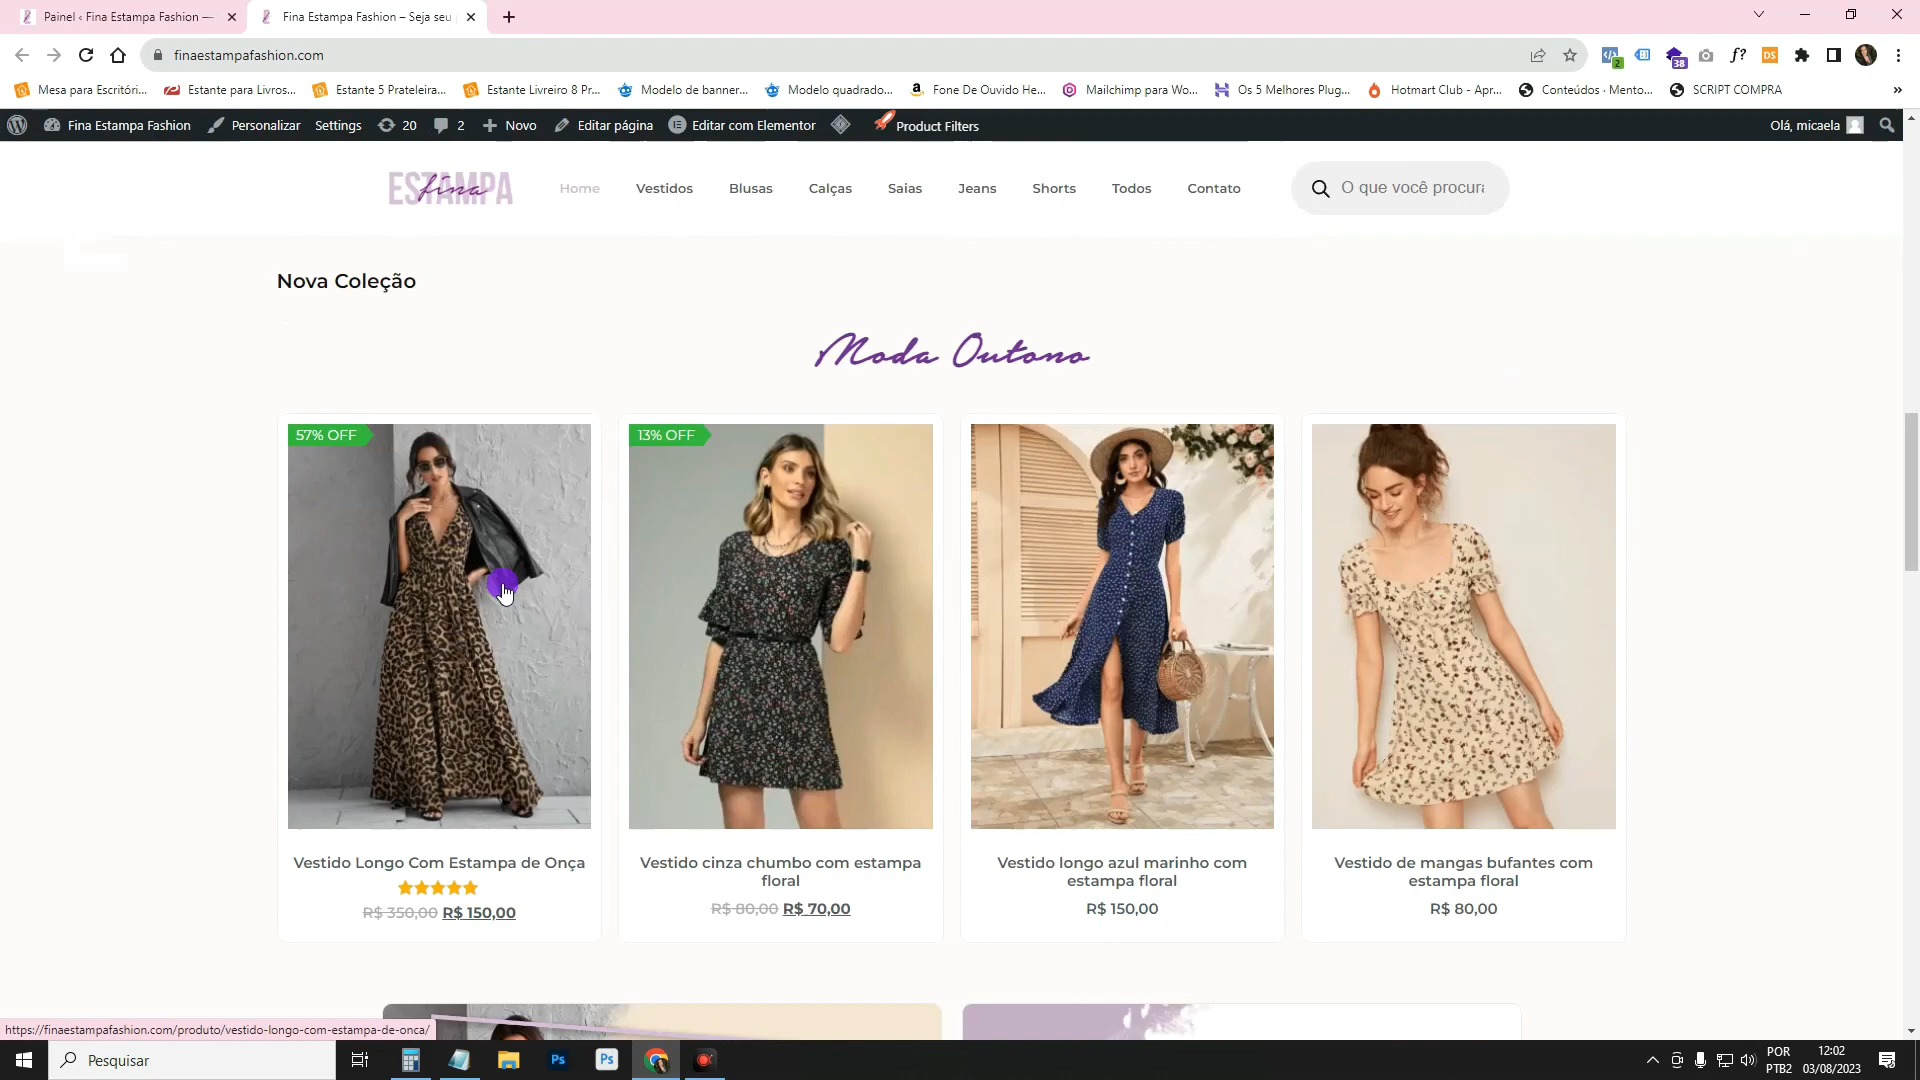 Painel ‹ Fina Estampa Fashion —
Fina Estampa Fashion – Seja seu
finaestampafashion.com
2
38
f?
DS
Mesa para Escritóri...
Estante para Livros...
Estante 5 Prateleira...
Estante Livreiro 8 Pr...
Modelo de banner...
Modelo quadrado...
Fone De Ouvido He...
Mailchimp para Wo...
Os 5 Melhores Plug...
Hotmart Club - Apr...
Conteúdos · Mento...
SCRIPT COMPRA
»
Fina Estampa Fashion
Personalizar
Settings
20
2
Novo
Editar página
Editar com Elementor
Product Filters
Olá, micaela
ESTAMPA
fina
Home
Vestidos
Blusas
Calças
Saias
Jeans
Shorts
Todos
Contato
O que você procura
Nova Coleção
Moda Outono
57% OFF
13% OFF
Vestido Longo Com Estampa de Onça
R$ 350,00 R$ 150,00
Vestido cinza chumbo com estampa
floral
R$ 80,00 R$ 70,00
Vestido longo azul marinho com
estampa floral
R$ 150,00
Vestido de mangas bufantes com
estampa floral
R$ 80,00
https://finaestampafashion.com/produto/vestido-longo-com-estampa-de-onca/
Pesquisar
Ps
Ps
POR
PTB2
12:02
03/08/2023